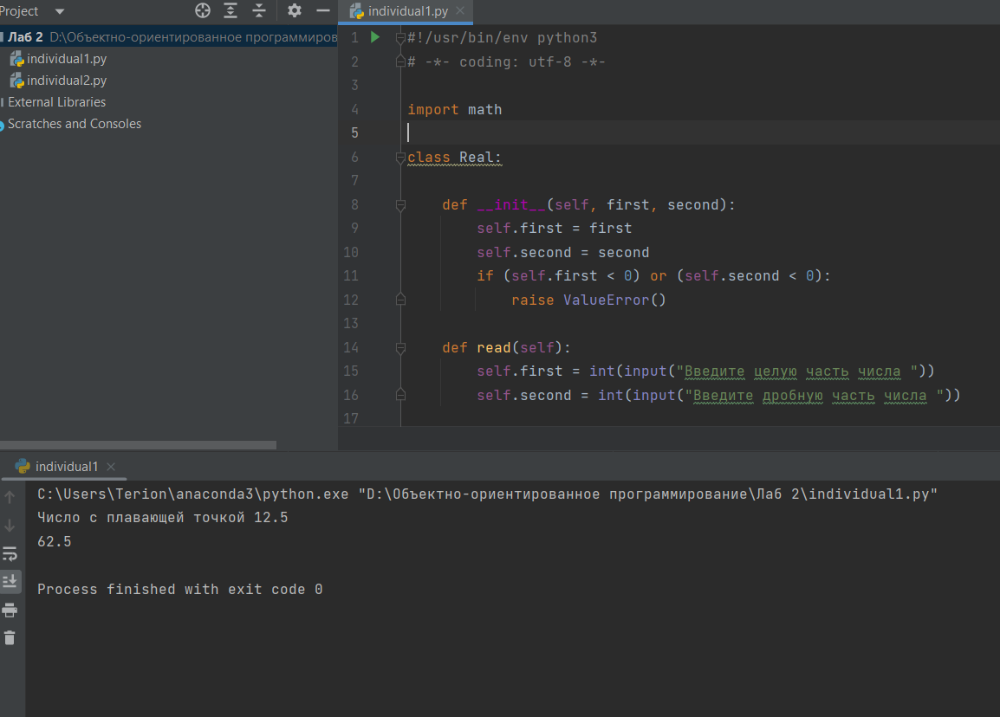 Project
Лаб 2 D:\Объектно-ориентированное программиров
individual1.py
individual2.py
External Libraries
Scratches and Consoles
individual1.py
1 #!/usr/bin/env python3
2 # -*- coding: utf-8 -*-
3
4 import math
5
6 class Real:
7
8 def __init__(self, first, second):
9 self.first = first
10 self.second = second
11 if (self.first < 0) or (self.second < 0):
12 raise ValueError()
13
14 def read(self):
15 self.first = int(input("Введите целую часть числа "))
16 self.second = int(input("Введите дробную часть числа "))
17
individual1
C:\Users\Terion\anaconda3\python.exe "D:\Объектно-ориентированное программирование\Лаб 2\individual1.py"
Число с плавающей точкой 12.5
62.5
Process finished with exit code 0